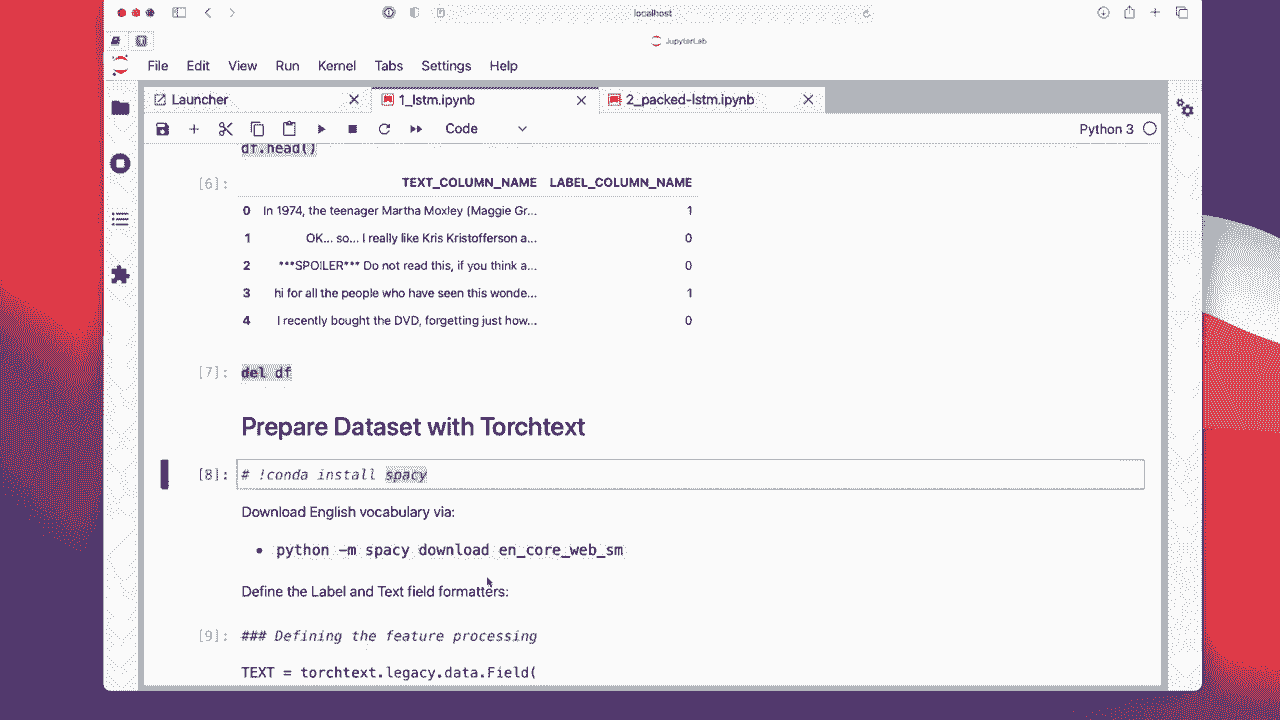 localhost
JupyterLab
File Edit View Run Kernel Tabs Settings Help
Launcher 1_lstm.ipynb 2_packed-lstm.ipynb
Code Python 3
df.head()
[6]: TEXT_COLUMN_NAME LABEL_COLUMN_NAME
0 In 1974, the teenager Martha Moxley (Maggie Gr... 1
1 OK... so... I really like Kris Kristofferson a... 0
2 ***SPOILER*** Do not read this, if you think a... 0
3 hi for all the people who have seen this wonde... 1
4 I recently bought the DVD, forgetting just how... 0
[7]: del df
Prepare Dataset with Torchtext
[8]: # !conda install spacy
Download English vocabulary via:
• python -m spacy download en_core_web_sm
Define the Label and Text field formatters:
[9]: ### Defining the feature processing
TEXT = torchtext.legacy.data.Field(